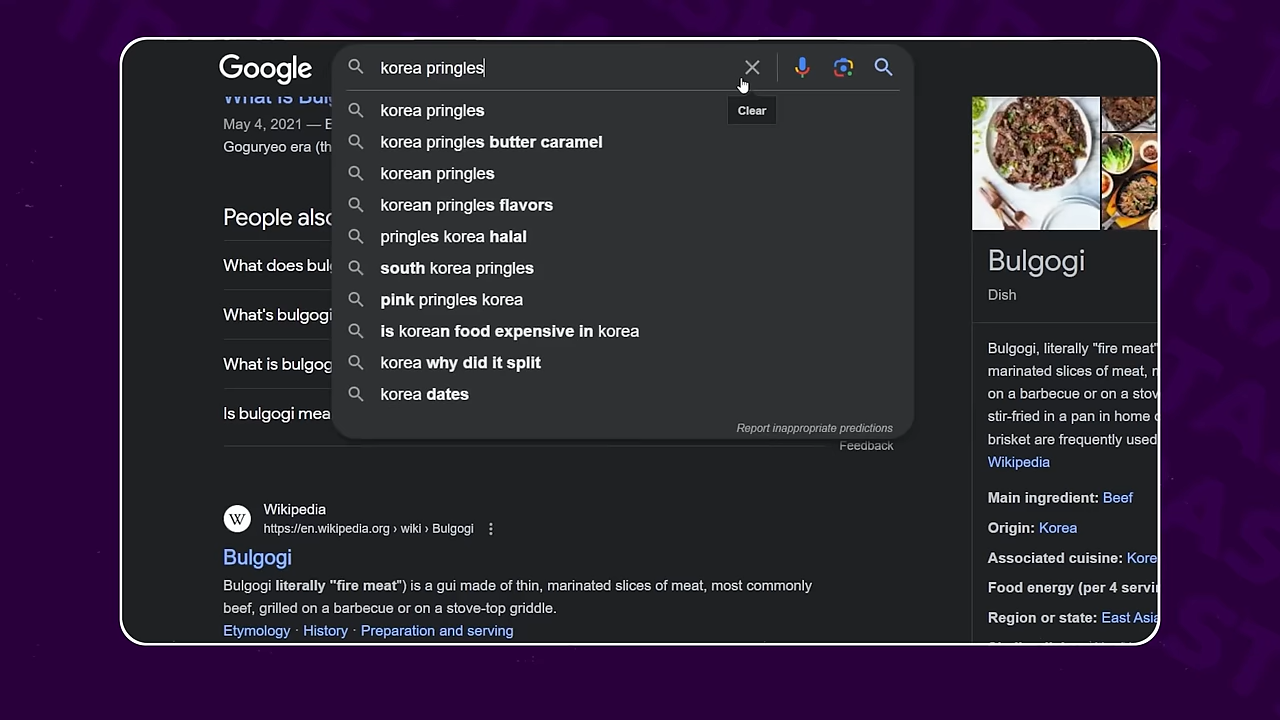 Google
korea pringles
Clear
korea pringles
korea pringles butter caramel
korean pringles
korean pringles flavors
pringles korea halal
south korea pringles
pink pringles korea
is korean food expensive in korea
korea why did it split
korea dates
Report inappropriate predictions
Feedback
May 4, 2021 —
Goguryeo era (th
People also
What does bul
What's bulgogi
What is bulgog
Is bulgogi mea
W
Wikipedia
https://en.wikipedia.org › wiki › Bulgogi
Bulgogi
Bulgogi literally "fire meat") is a gui made of thin, marinated slices of meat, most commonly
beef, grilled on a barbecue or on a stove-top griddle.
Etymology · History · Preparation and serving
Bulgogi
Dish
Bulgogi, literally "fire meat"
marinated slices of meat,
on a barbecue or on a stov
stir-fried in a pan in home
brisket are frequently used
Wikipedia
Main ingredient: Beef
Origin: Korea
Associated cuisine: Kore
Food energy (per 4 servi
Region or state: East Asia